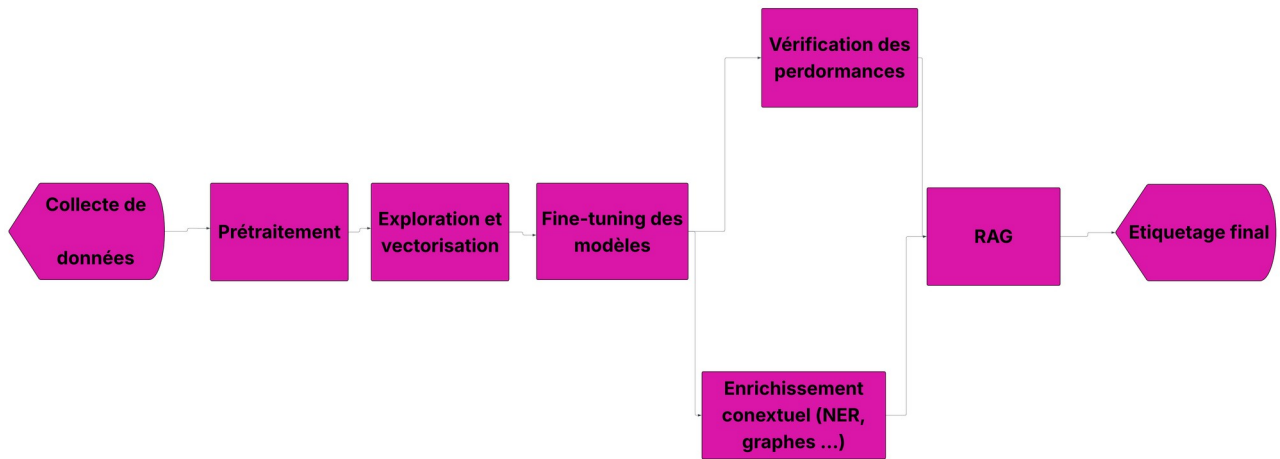 Collecte de
données
Prétraitement
Exploration et
vectorisation
Fine-tuning des
modèles
Vérification des
perdormances
Enrichissement
conextuel (NER,
graphes ...)
RAG
Etiquetage final